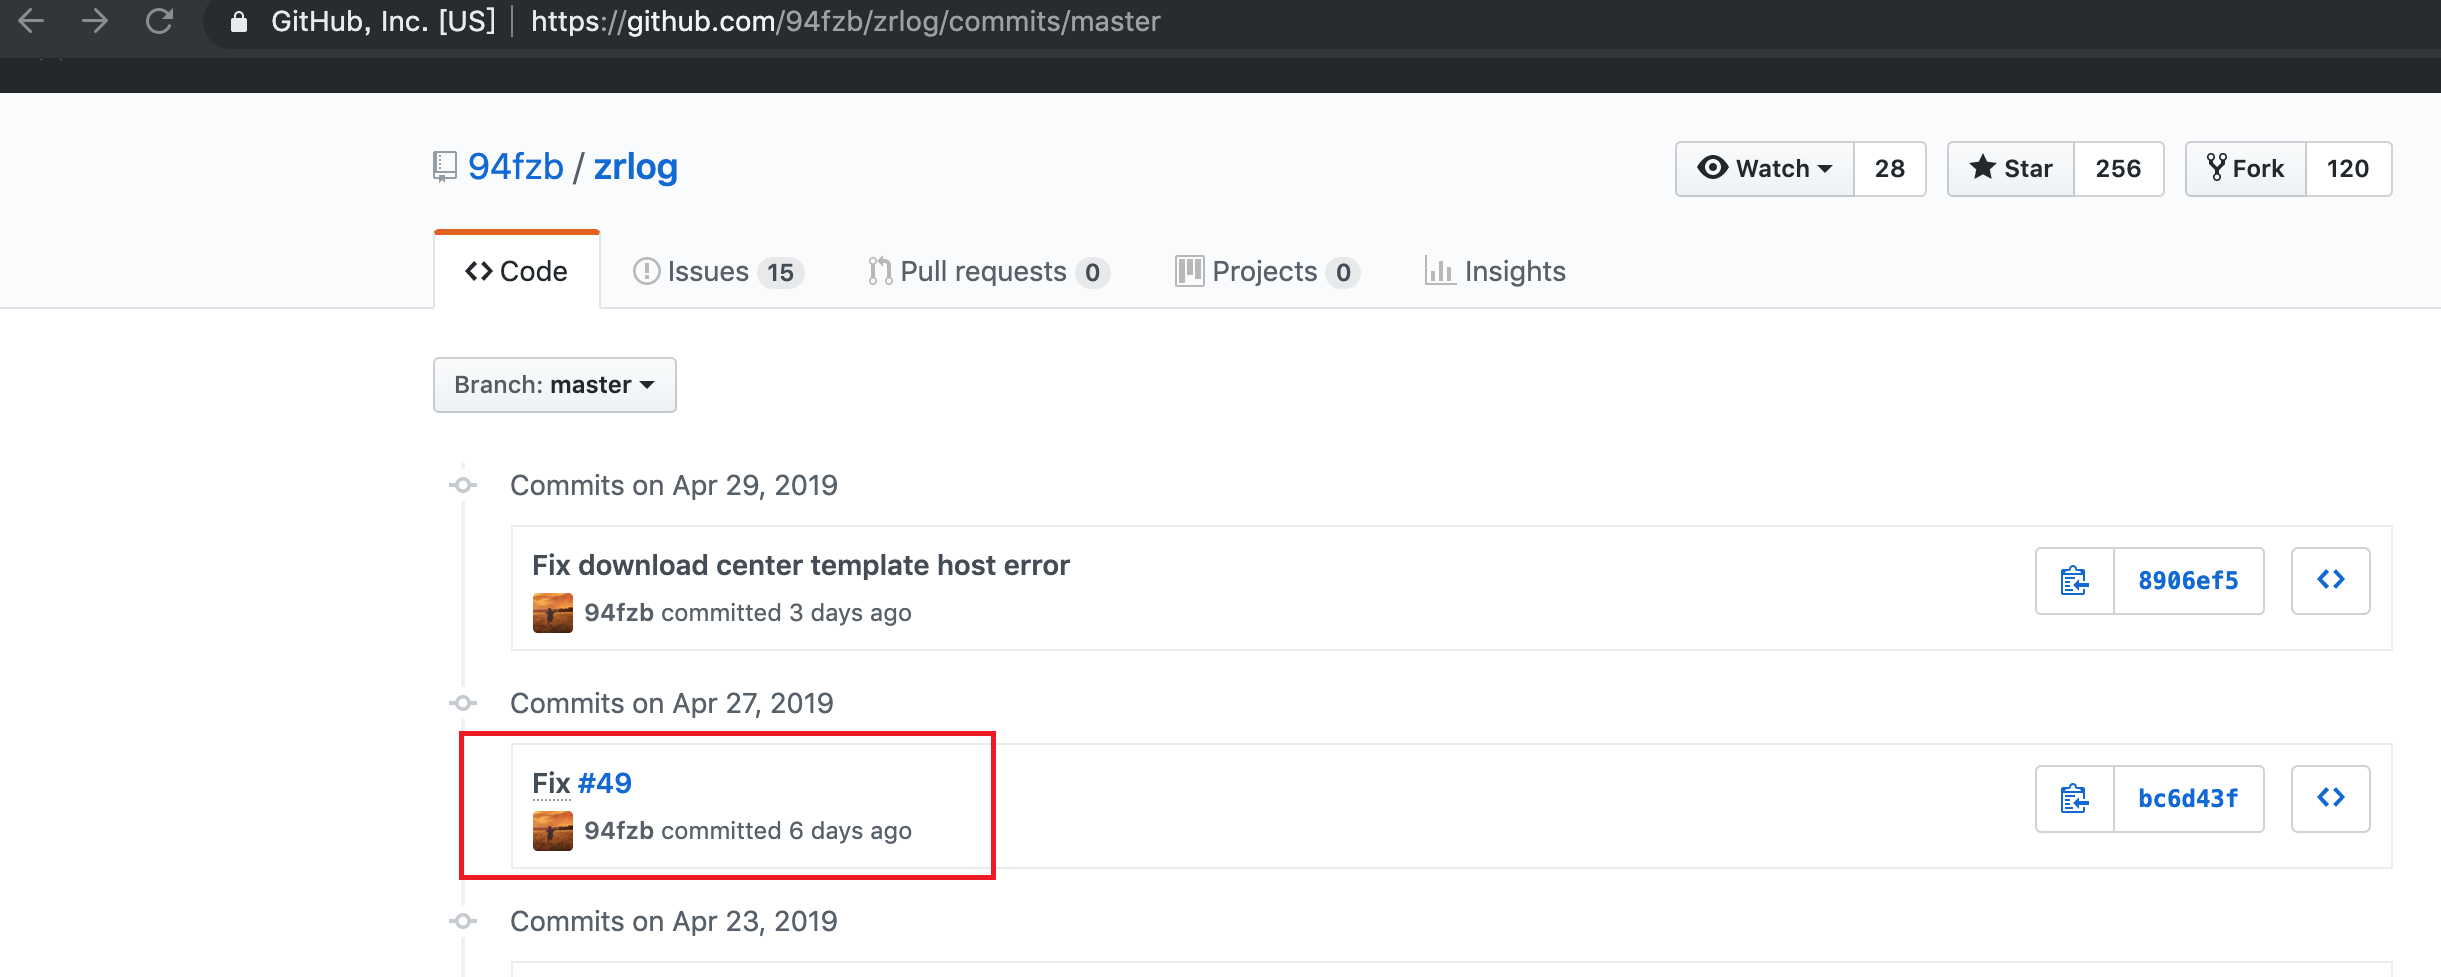 GitHub, Inc. [US] | https://github.com/94fzb/zrlog/commits/master
94fzb / zrlog
Watch 28 Star 256 Fork 120
Code Issues 15 Pull requests 0 Projects 0 Insights
Branch: master
Commits on Apr 29, 2019
Fix download center template host error
94fzb committed 3 days ago
8906ef5
Commits on Apr 27, 2019
Fix #49
94fzb committed 6 days ago
bc6d43f
Commits on Apr 23, 2019